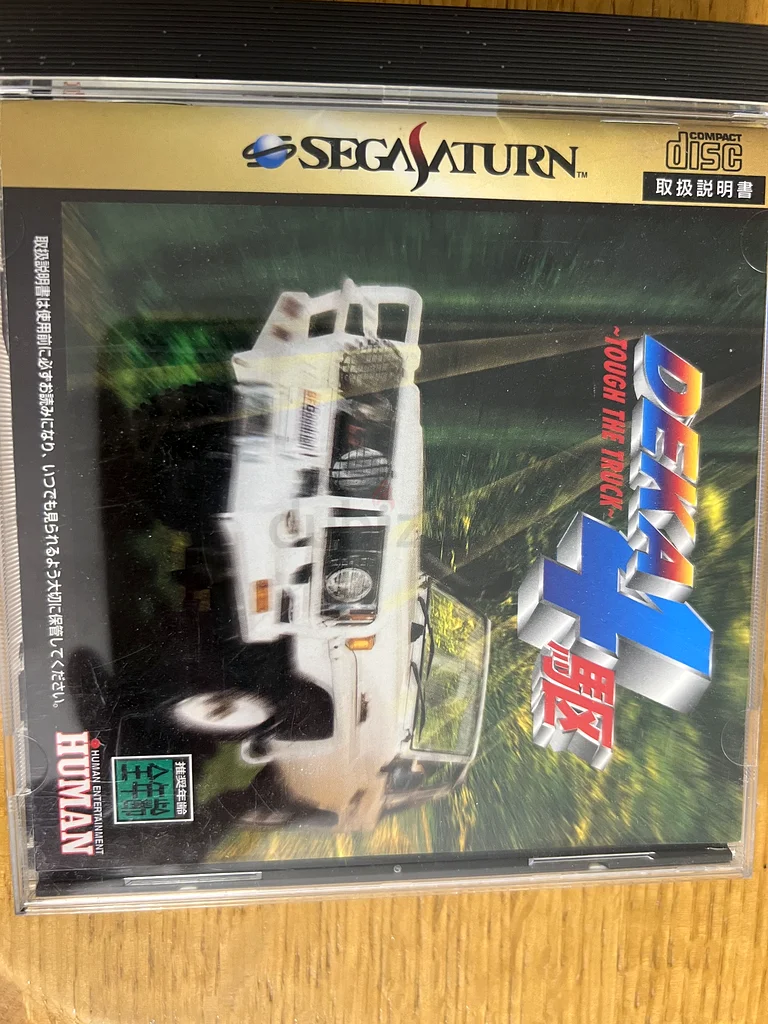 SEGA SATURN™
COMPACT
disc
取扱説明書
DEKA
4駆
~TOUGH THE TRUCK~
BFGoodrich
取扱説明書は使用前に必ずお読みになり、いつでも見られるよう大切に保管してください。
推奨年齢
全年齢
HUMAN ENTERTAINMENT
HUMAN